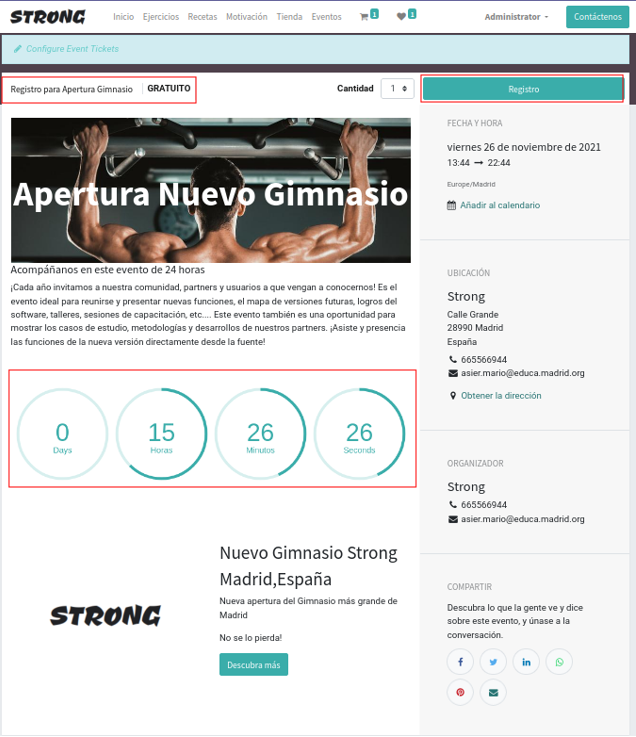 STRONG
Inicio Ejercicios Recetas Motivación Tienda Eventos 1 1 Administrator Contáctenos
Configure Event Tickets
Registro para Apertura Gimnasio GRATUITO Cantidad 1 Registro
Apertura Nuevo Gimnasio
Acompáñanos en este evento de 24 horas
¡Cada año invitamos a nuestra comunidad, partners y usuarios a que vengan a conocernos! Es el
evento ideal para reunirse y presentar nuevas funciones, el mapa de versiones futuras, logros del
software, talleres, sesiones de capacitación, etc.... Este evento también es una oportunidad para
mostrar los casos de estudio, metodologías y desarrollos de nuestros partners. ¡Asiste y presencia
las funciones de la nueva versión directamente desde la fuente!
0 15 26 26
Days Horas Minutos Seconds
STRONG
Nuevo Gimnasio Strong
Madrid,España
Nueva apertura del Gimnasio más grande de
Madrid
No se lo pierda!
Descubra más
FECHA Y HORA
viernes 26 de noviembre de 2021
13:44 → 22:44
Europe/Madrid
Añadir al calendario
UBICACIÓN
Strong
Calle Grande
28990 Madrid
España
665566944
asier.mario@educa.madrid.org
Obtener la dirección
ORGANIZADOR
Strong
665566944
asier.mario@educa.madrid.org
COMPARTIR
Descubra lo que la gente ve y dice
sobre este evento, y únase a la
conversación.